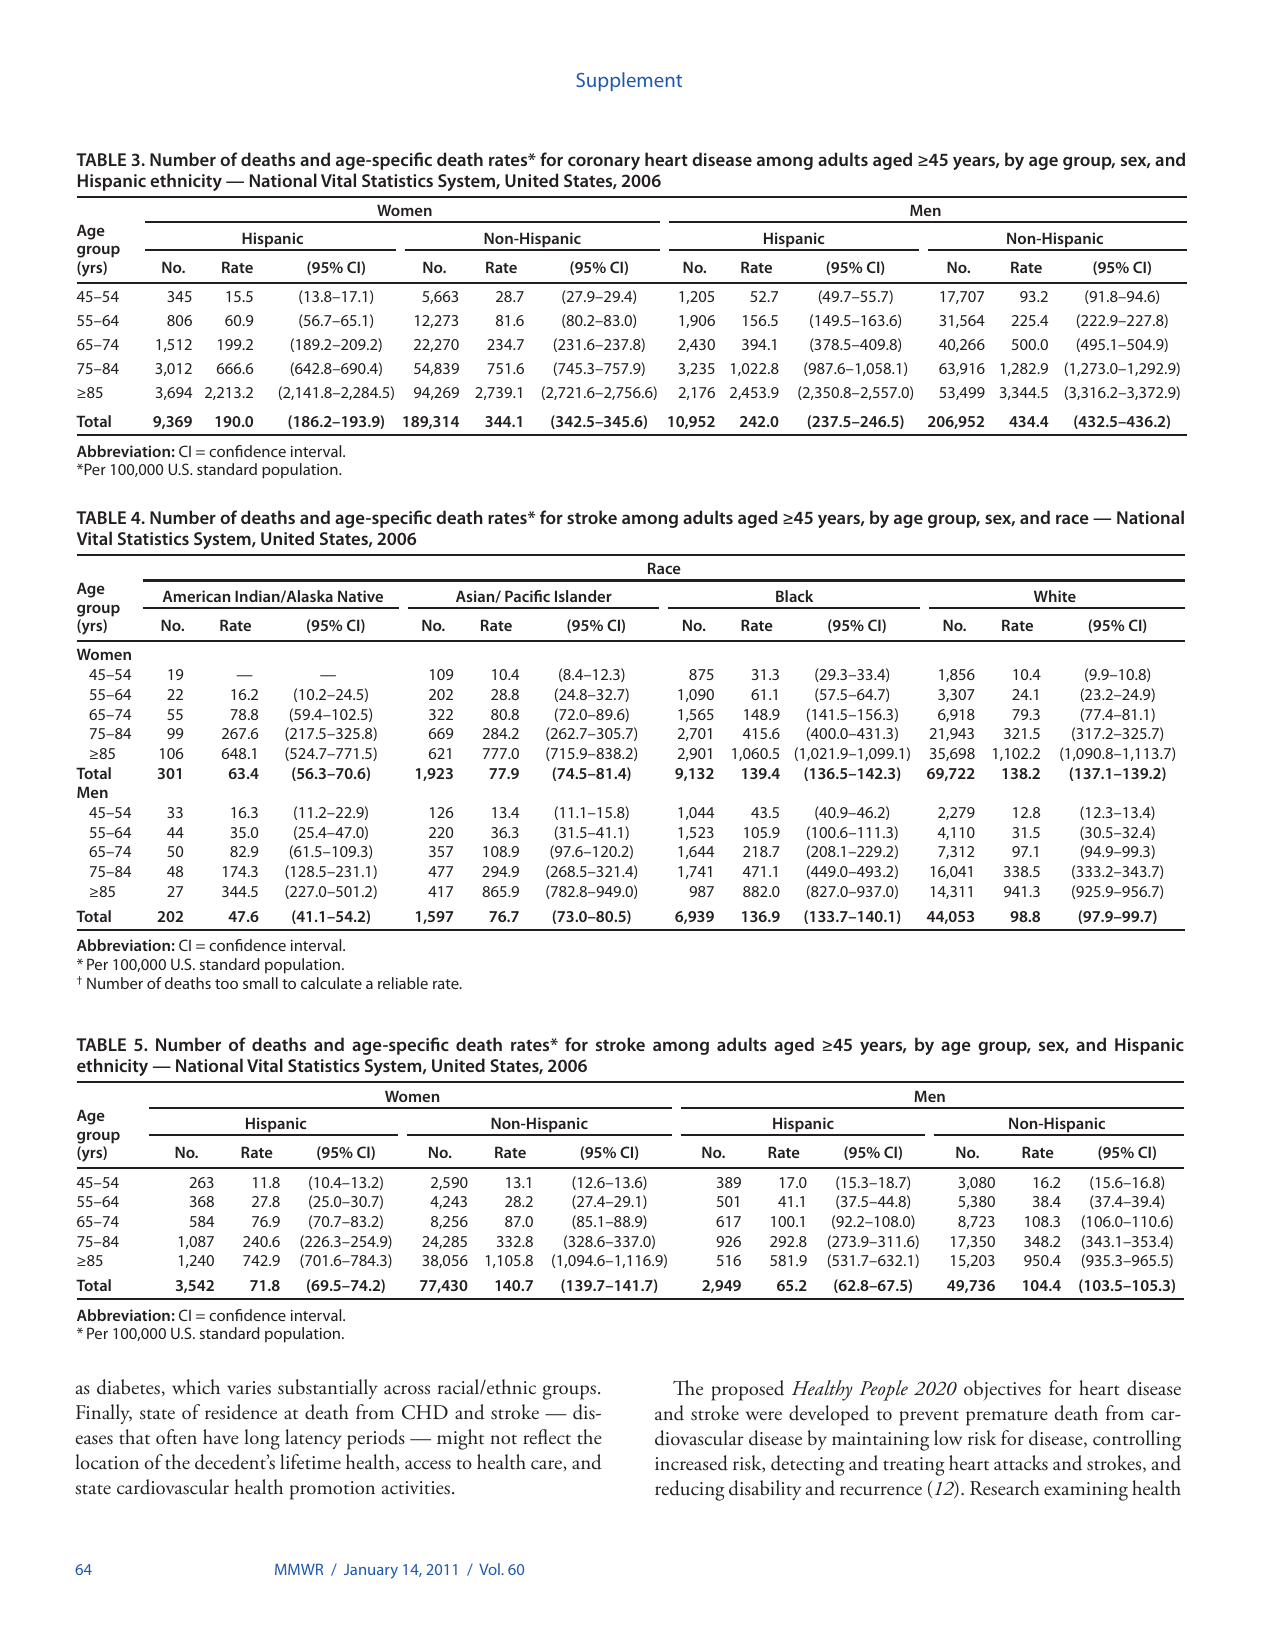 Supplement
TABLE 3. Number of deaths and age-specific death rates* for coronary heart disease among adults aged ≥45 years, by age group, sex, and
Hispanic ethnicity — National Vital Statistics System, United States, 2006
Women Men
Age group (yrs) Hispanic Non-Hispanic Hispanic Non-Hispanic
No. Rate (95% CI) No. Rate (95% CI) No. Rate (95% CI) No. Rate (95% CI)
45–54 345 15.5 (13.8–17.1) 5,663 28.7 (27.9–29.4) 1,205 52.7 (49.7–55.7) 17,707 93.2 (91.8–94.6)
55–64 806 60.9 (56.7–65.1) 12,273 81.6 (80.2–83.0) 1,906 156.5 (149.5–163.6) 31,564 225.4 (222.9–227.8)
65–74 1,512 199.2 (189.2–209.2) 22,270 234.7 (231.6–237.8) 2,430 394.1 (378.5–409.8) 40,266 500.0 (495.1–504.9)
75–84 3,012 666.6 (642.8–690.4) 54,839 751.6 (745.3–757.9) 3,235 1,022.8 (987.6–1,058.1) 63,916 1,282.9 (1,273.0–1,292.9)
≥85 3,694 2,213.2 (2,141.8–2,284.5) 94,269 2,739.1 (2,721.6–2,756.6) 2,176 2,453.9 (2,350.8–2,557.0) 53,499 3,344.5 (3,316.2–3,372.9)
Total 9,369 190.0 (186.2–193.9) 189,314 344.1 (342.5–345.6) 10,952 242.0 (237.5–246.5) 206,952 434.4 (432.5–436.2)
Abbreviation: CI = confidence interval.
*Per 100,000 U.S. standard population.
TABLE 4. Number of deaths and age-specific death rates* for stroke among adults aged ≥45 years, by age group, sex, and race — National
Vital Statistics System, United States, 2006
Race
Age group (yrs) American Indian/Alaska Native Asian/ Pacific Islander Black White
No. Rate (95% CI) No. Rate (95% CI) No. Rate (95% CI) No. Rate (95% CI)
Women
45–54 19 — — 109 10.4 (8.4–12.3) 875 31.3 (29.3–33.4) 1,856 10.4 (9.9–10.8)
55–64 22 16.2 (10.2–24.5) 202 28.8 (24.8–32.7) 1,090 61.1 (57.5–64.7) 3,307 24.1 (23.2–24.9)
65–74 55 78.8 (59.4–102.5) 322 80.8 (72.0–89.6) 1,565 148.9 (141.5–156.3) 6,918 79.3 (77.4–81.1)
75–84 99 267.6 (217.5–325.8) 669 284.2 (262.7–305.7) 2,701 415.6 (400.0–431.3) 21,943 321.5 (317.2–325.7)
≥85 106 648.1 (524.7–771.5) 621 777.0 (715.9–838.2) 2,901 1,060.5 (1,021.9–1,099.1) 35,698 1,102.2 (1,090.8–1,113.7)
Total 301 63.4 (56.3–70.6) 1,923 77.9 (74.5–81.4) 9,132 139.4 (136.5–142.3) 69,722 138.2 (137.1–139.2)
Men
45–54 33 16.3 (11.2–22.9) 126 13.4 (11.1–15.8) 1,044 43.5 (40.9–46.2) 2,279 12.8 (12.3–13.4)
55–64 44 35.0 (25.4–47.0) 220 36.3 (31.5–41.1) 1,523 105.9 (100.6–111.3) 4,110 31.5 (30.5–32.4)
65–74 50 82.9 (61.5–109.3) 357 108.9 (97.6–120.2) 1,644 218.7 (208.1–229.2) 7,312 97.1 (94.9–99.3)
75–84 48 174.3 (128.5–231.1) 477 294.9 (268.5–321.4) 1,741 471.1 (449.0–493.2) 16,041 338.5 (333.2–343.7)
≥85 27 344.5 (227.0–501.2) 417 865.9 (782.8–949.0) 987 882.0 (827.0–937.0) 14,311 941.3 (925.9–956.7)
Total 202 47.6 (41.1–54.2) 1,597 76.7 (73.0–80.5) 6,939 136.9 (133.7–140.1) 44,053 98.8 (97.9–99.7)
Abbreviation: CI = confidence interval.
* Per 100,000 U.S. standard population.
† Number of deaths too small to calculate a reliable rate.
TABLE 5. Number of deaths and age-specific death rates* for stroke among adults aged ≥45 years, by age group, sex, and Hispanic
ethnicity — National Vital Statistics System, United States, 2006
Women Men
Age group (yrs) Hispanic Non-Hispanic Hispanic Non-Hispanic
No. Rate (95% CI) No. Rate (95% CI) No. Rate (95% CI) No. Rate (95% CI)
45–54 263 11.8 (10.4–13.2) 2,590 13.1 (12.6–13.6) 389 17.0 (15.3–18.7) 3,080 16.2 (15.6–16.8)
55–64 368 27.8 (25.0–30.7) 4,243 28.2 (27.4–29.1) 501 41.1 (37.5–44.8) 5,380 38.4 (37.4–39.4)
65–74 584 76.9 (70.7–83.2) 8,256 87.0 (85.1–88.9) 617 100.1 (92.2–108.0) 8,723 108.3 (106.0–110.6)
75–84 1,087 240.6 (226.3–254.9) 24,285 332.8 (328.6–337.0) 926 292.8 (273.9–311.6) 17,350 348.2 (343.1–353.4)
≥85 1,240 742.9 (701.6–784.3) 38,056 1,105.8 (1,094.6–1,116.9) 516 581.9 (531.7–632.1) 15,203 950.4 (935.3–965.5)
Total 3,542 71.8 (69.5–74.2) 77,430 140.7 (139.7–141.7) 2,949 65.2 (62.8–67.5) 49,736 104.4 (103.5–105.3)
Abbreviation: CI = confidence interval.
* Per 100,000 U.S. standard population.
as diabetes, which varies substantially across racial/ethnic groups.
Finally, state of residence at death from CHD and stroke — dis-
eases that often have long latency periods — might not reflect the
location of the decedent's lifetime health, access to health care, and
state cardiovascular health promotion activities.
The proposed Healthy People 2020 objectives for heart disease
and stroke were developed to prevent premature death from car-
diovascular disease by maintaining low risk for disease, controlling
increased risk, detecting and treating heart attacks and strokes, and
reducing disability and recurrence (12). Research examining health
64 MMWR / January 14, 2011 / Vol. 60